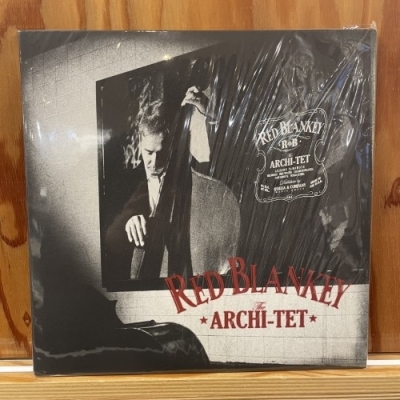 RED BLANKEY
R B
ARCHI-TET
RED BLANKEY
The
★ ARCHI-TET ★